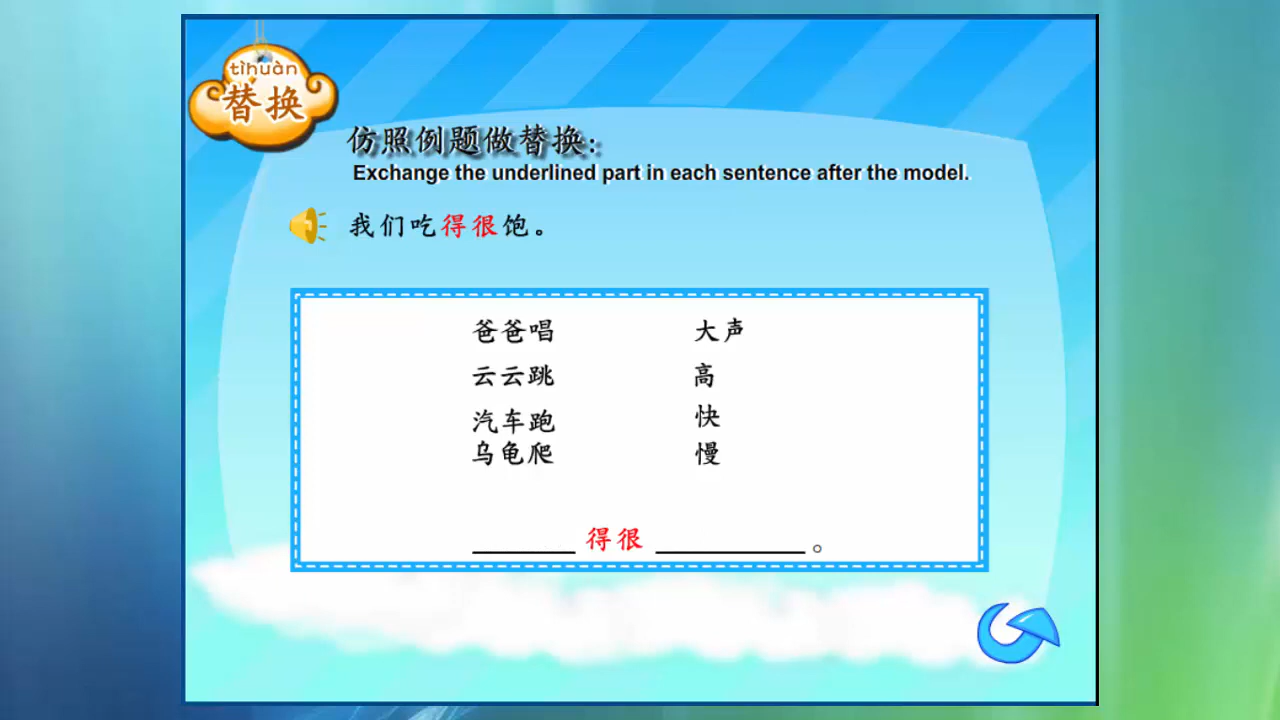 tìhuàn
替换
仿照例题做替换:
Exchange the underlined part in each sentence after the model.
我们吃得很饱。
爸爸唱 大声
云云跳 高
汽车跑 快
乌龟爬 慢
________ 得很 ____________。